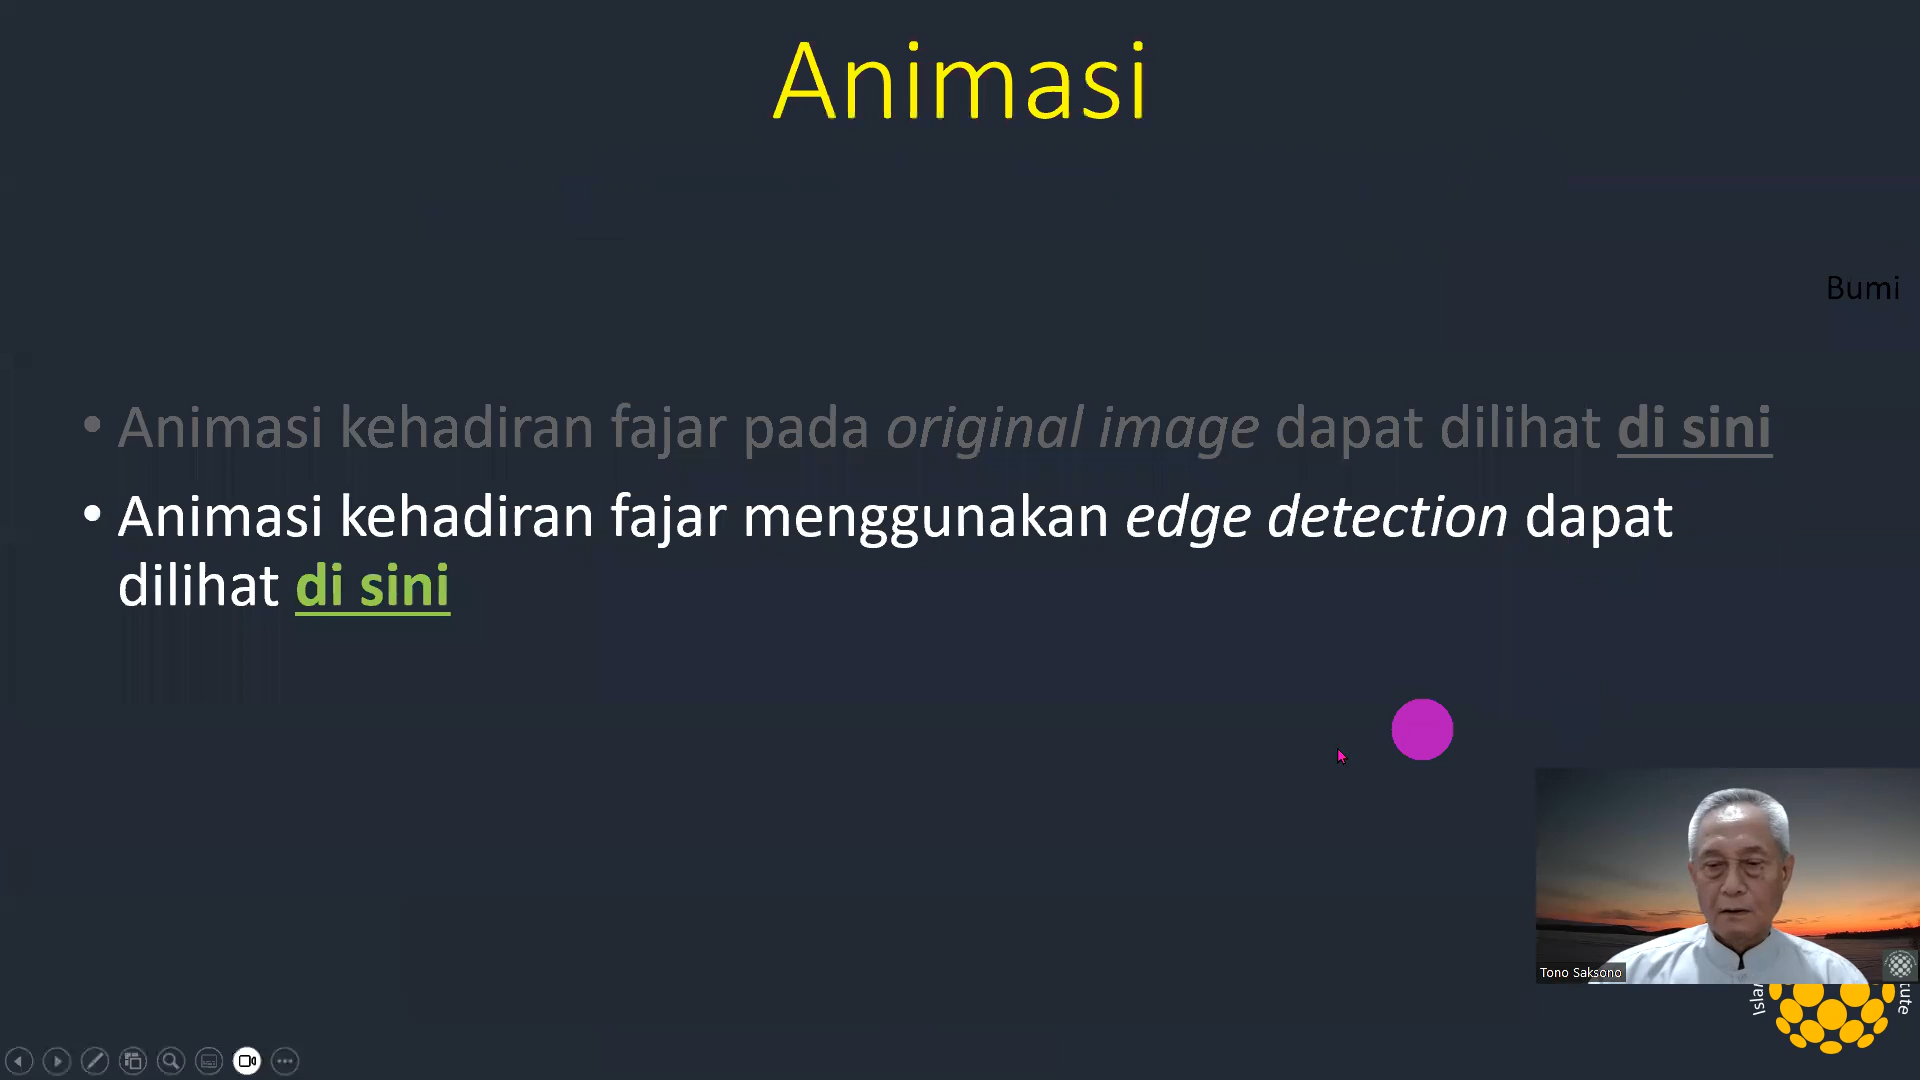 Animasi
Bumi
• Animasi kehadiran fajar pada original image dapat dilihat di sini
• Animasi kehadiran fajar menggunakan edge detection dapat
dilihat di sini
Tono Saksono